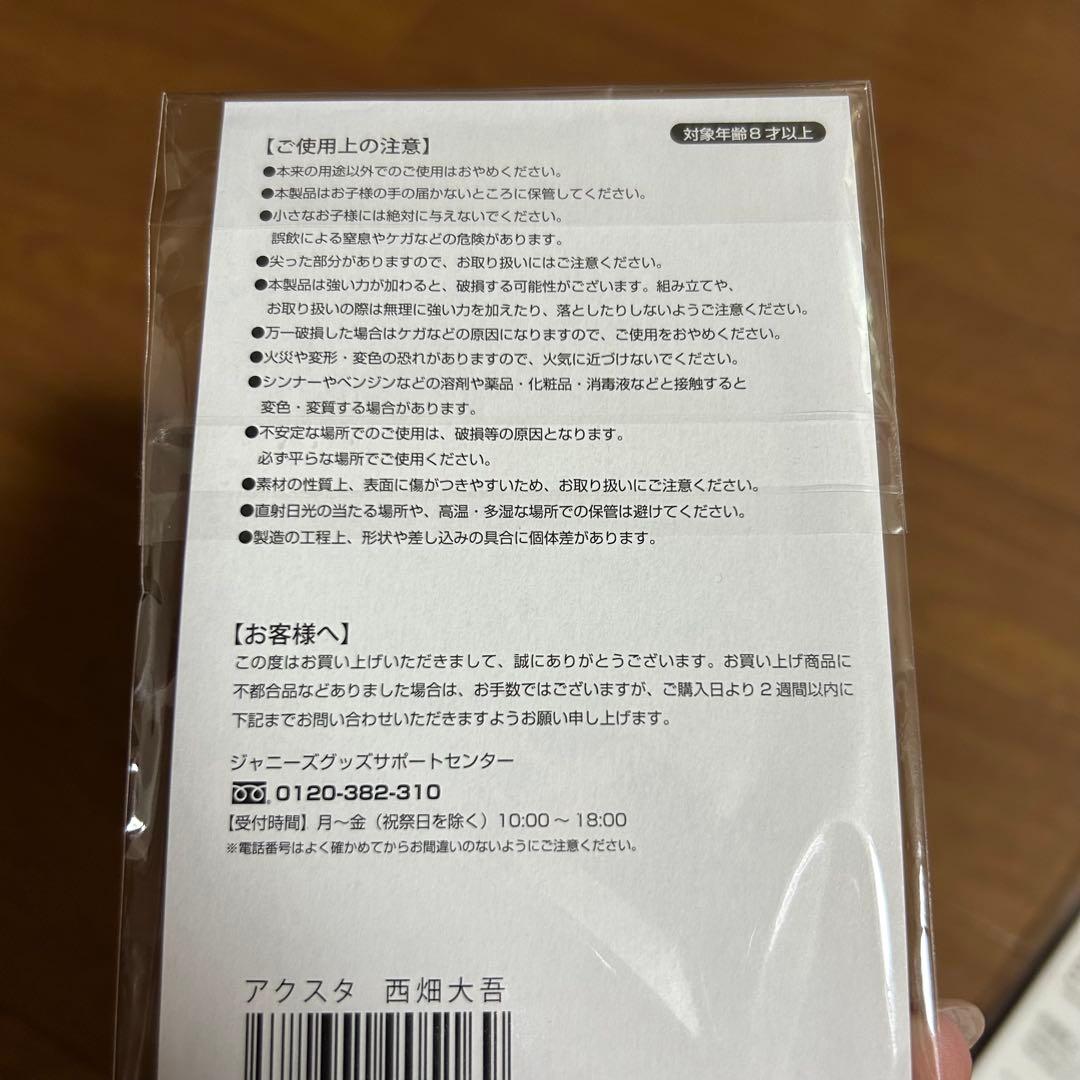 対象年齢8才以上
【ご使用上の注意】
●本来の用途以外でのご使用はおやめください。
●本製品はお子様の手の届かないところに保管してください。
●小さなお子様には絶対に与えないでください。
誤飲による窒息やケガなどの危険があります。
●尖った部分がありますので、お取り扱いにはご注意ください。
●本製品は強い力が加わると、破損する可能性がございます。組み立てや、
お取り扱いの際は無理に強い力を加えたり、落としたりしないようご注意ください。
●万一破損した場合はケガなどの原因になりますので、ご使用をおやめください。
●火災や変形・変色の恐れがありますので、火気に近づけないでください。
●シンナーやベンジンなどの溶剤や薬品・化粧品・消毒液などと接触すると
変色・変質する場合があります。
●不安定な場所でのご使用は、破損等の原因となります。
必ず平らな場所でご使用ください。
●素材の性質上、表面に傷がつきやすいため、お取り扱いにご注意ください。
●直射日光の当たる場所や、高温・多湿な場所での保管は避けてください。
●製造の工程上、形状や差し込みの具合に個体差があります。
【お客様へ】
この度はお買い上げいただきまして、誠にありがとうございます。お買い上げ商品に
不都合品などありました場合は、お手数ではございますが、ご購入日より2週間以内に
下記までお問い合わせいただきますようお願い申し上げます。
ジャニーズグッズサポートセンター
0120-382-310
【受付時間】月～金（祝祭日を除く）10:00～18:00
※電話番号はよく確かめてからお間違いのないようにご注意ください。
アクスタ 西畑大吾